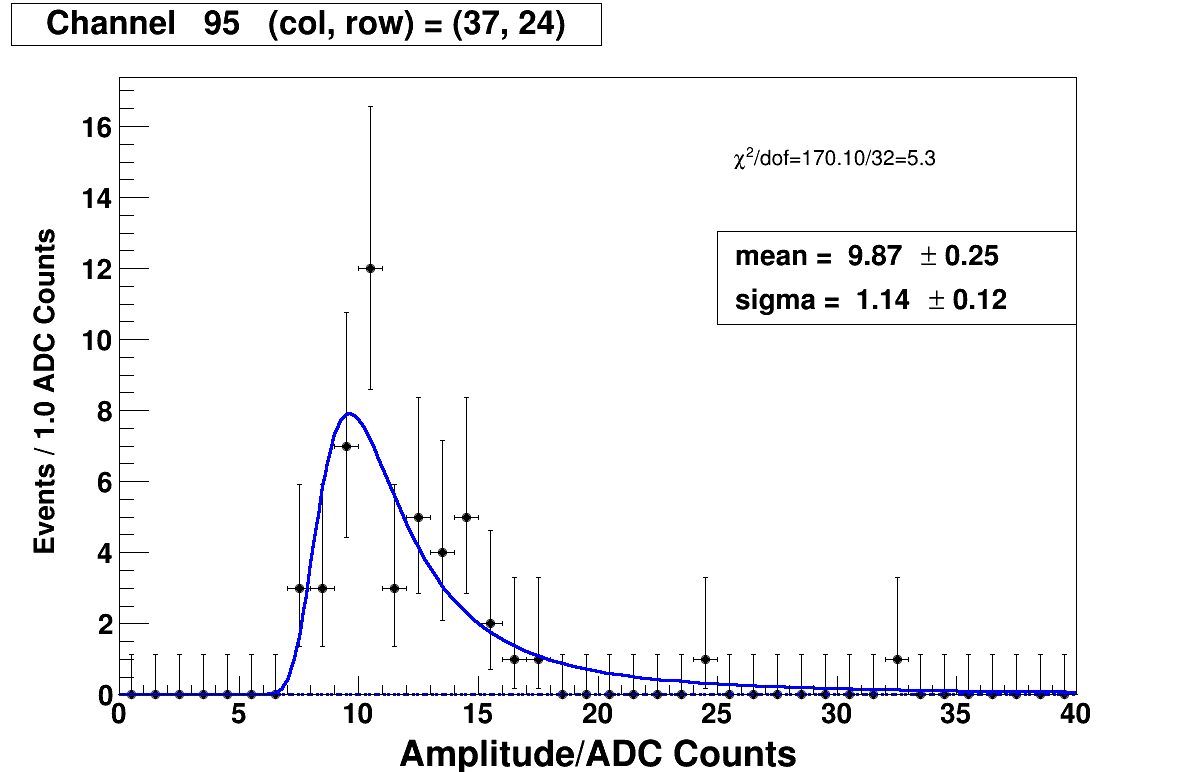 Channel 95 (col, row) = (37, 24)
χ²/dof=170.10/32=5.3
mean = 9.87 ± 0.25
sigma = 1.14 ± 0.12
Events / 1.0 ADC Counts
16
14
12
10
8
6
4
2
0
0 5 10 15 20 25 30 35 40
Amplitude/ADC Counts